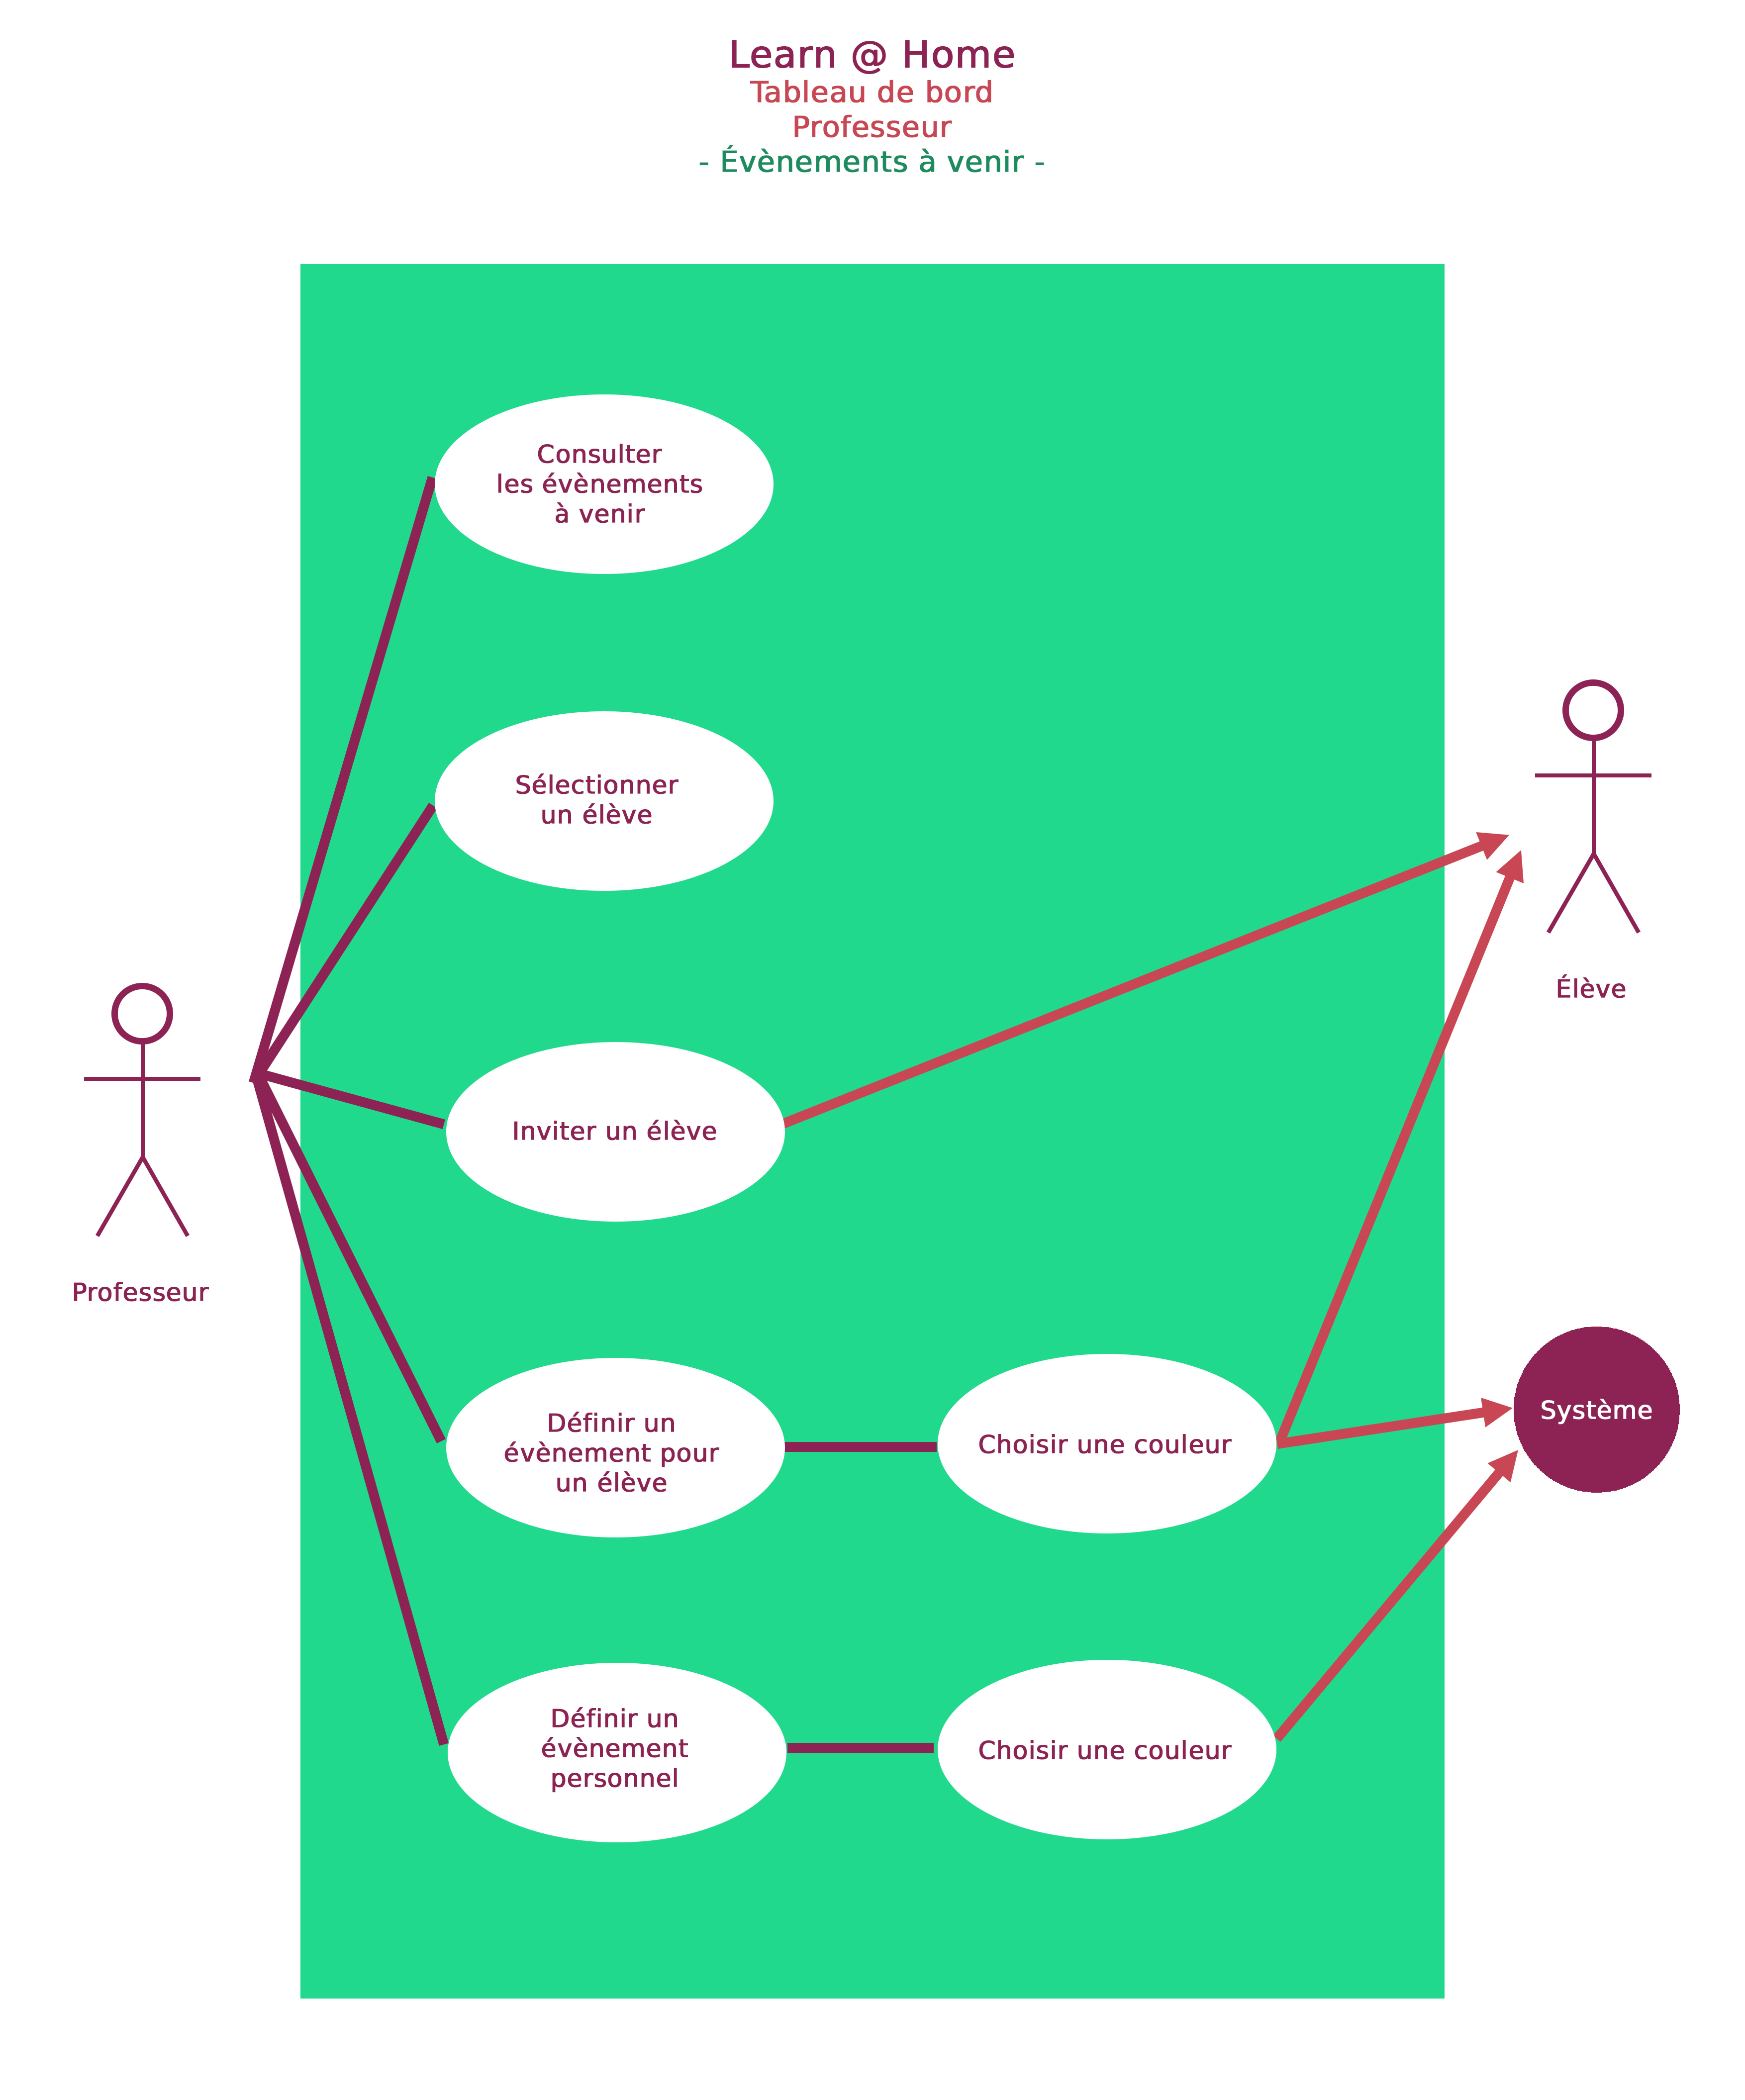 Learn @ Home
Tableau de bord
Professeur
- Évènements à venir -
Consulter
les évènements
à venir
Sélectionner
un élève
Élève
Inviter un élève
Professeur
Définir un
évènement pour
un élève
Choisir une couleur
Système
Définir un
évènement
personnel
Choisir une couleur